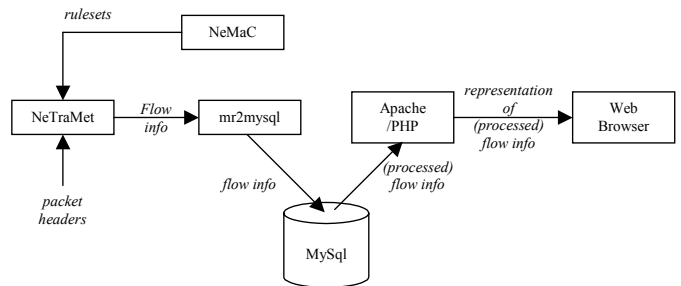 rulesets
NeMaC
NeTraMet
Flow
info
mr2mysql
Apache
/PHP
representation
of
(processed)
flow info
Web
Browser
packet
headers
flow info
(processed)
flow info
MySql